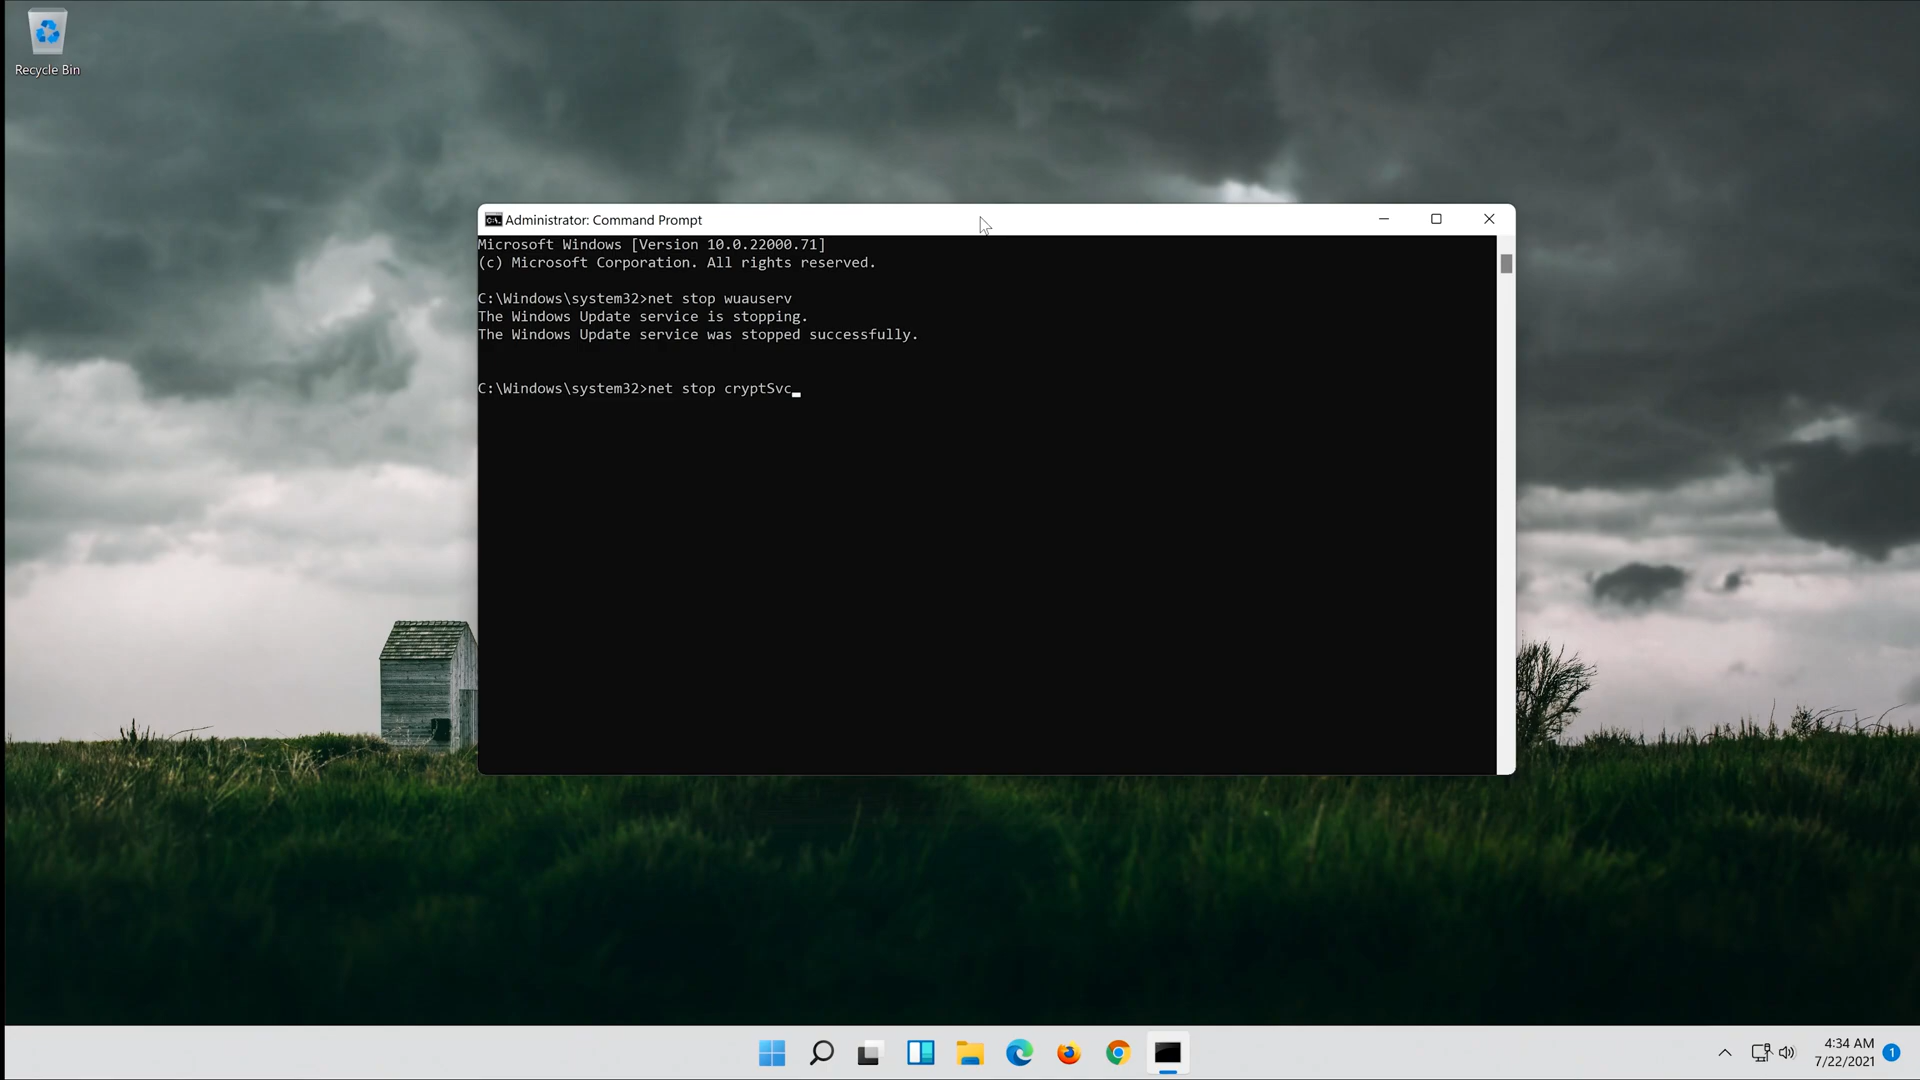 Recycle Bin
Administrator: Command Prompt
Microsoft Windows [Version 10.0.22000.71]
(c) Microsoft Corporation. All rights reserved.
C:\Windows\system32>net stop wuauserv
The Windows Update service is stopping.
The Windows Update service was stopped successfully.
C:\Windows\system32>net stop cryptSvc
4:34 AM
7/22/2021
1